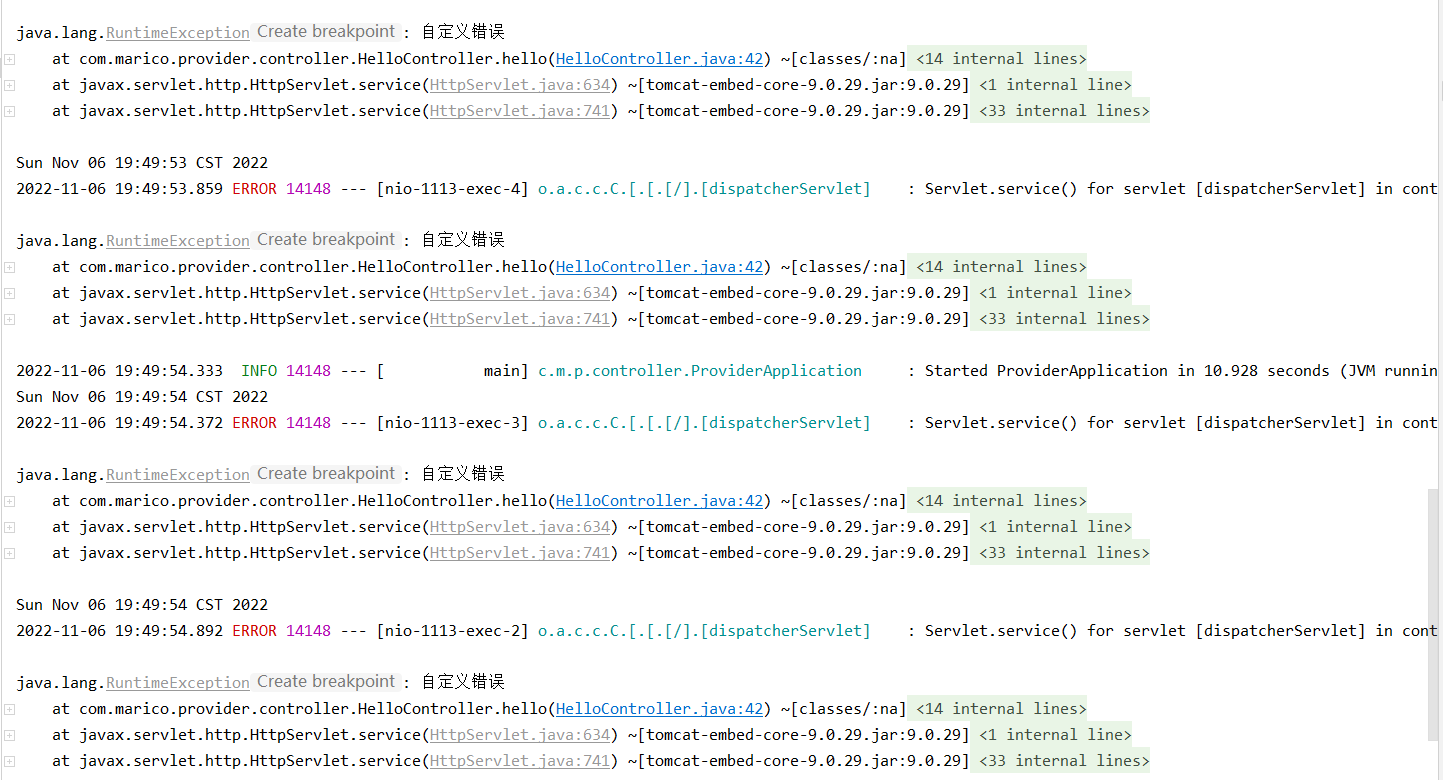 java.lang.RuntimeException Create breakpoint : 自定义错误
at com.marico.provider.controller.HelloController.hello(HelloController.java:42) ~[classes/:na] <14 internal lines>
at javax.servlet.http.HttpServlet.service(HttpServlet.java:634) ~[tomcat-embed-core-9.0.29.jar:9.0.29] <1 internal line>
at javax.servlet.http.HttpServlet.service(HttpServlet.java:741) ~[tomcat-embed-core-9.0.29.jar:9.0.29] <33 internal lines>
Sun Nov 06 19:49:53 CST 2022
2022-11-06 19:49:53.859 ERROR 14148 --- [nio-1113-exec-4] o.a.c.c.C.[.[.[/].[dispatcherServlet] : Servlet.service() for servlet [dispatcherServlet] in cont
java.lang.RuntimeException Create breakpoint : 自定义错误
at com.marico.provider.controller.HelloController.hello(HelloController.java:42) ~[classes/:na] <14 internal lines>
at javax.servlet.http.HttpServlet.service(HttpServlet.java:634) ~[tomcat-embed-core-9.0.29.jar:9.0.29] <1 internal line>
at javax.servlet.http.HttpServlet.service(HttpServlet.java:741) ~[tomcat-embed-core-9.0.29.jar:9.0.29] <33 internal lines>
2022-11-06 19:49:54.333 INFO 14148 --- [ main] c.m.p.controller.ProviderApplication : Started ProviderApplication in 10.928 seconds (JVM runnin
Sun Nov 06 19:49:54 CST 2022
2022-11-06 19:49:54.372 ERROR 14148 --- [nio-1113-exec-3] o.a.c.c.C.[.[.[/].[dispatcherServlet] : Servlet.service() for servlet [dispatcherServlet] in cont
java.lang.RuntimeException Create breakpoint : 自定义错误
at com.marico.provider.controller.HelloController.hello(HelloController.java:42) ~[classes/:na] <14 internal lines>
at javax.servlet.http.HttpServlet.service(HttpServlet.java:634) ~[tomcat-embed-core-9.0.29.jar:9.0.29] <1 internal line>
at javax.servlet.http.HttpServlet.service(HttpServlet.java:741) ~[tomcat-embed-core-9.0.29.jar:9.0.29] <33 internal lines>
Sun Nov 06 19:49:54 CST 2022
2022-11-06 19:49:54.892 ERROR 14148 --- [nio-1113-exec-2] o.a.c.c.C.[.[.[/].[dispatcherServlet] : Servlet.service() for servlet [dispatcherServlet] in cont
java.lang.RuntimeException Create breakpoint : 自定义错误
at com.marico.provider.controller.HelloController.hello(HelloController.java:42) ~[classes/:na] <14 internal lines>
at javax.servlet.http.HttpServlet.service(HttpServlet.java:634) ~[tomcat-embed-core-9.0.29.jar:9.0.29] <1 internal line>
at javax.servlet.http.HttpServlet.service(HttpServlet.java:741) ~[tomcat-embed-core-9.0.29.jar:9.0.29] <33 internal lines>